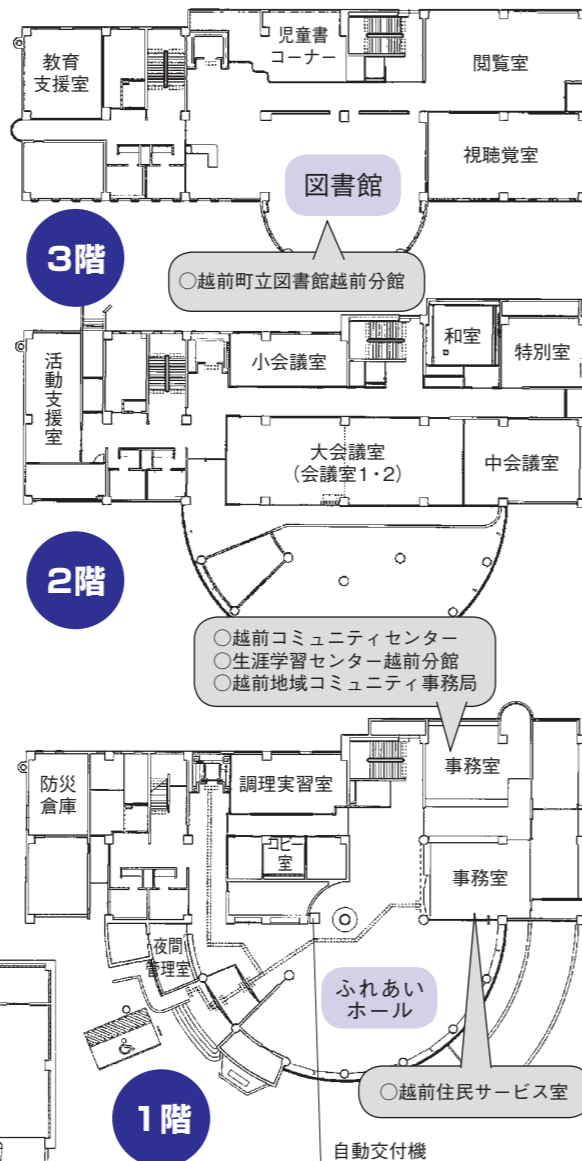 教育
支援室
児童書
コーナー
閲覧室
視聴覚室
図書館
3階
○越前町立図書館越前分館
活動支援室
小会議室
和室
特別室
大会議室
(会議室1・2)
中会議室
2階
○越前コミュニティセンター
○生涯学習センター越前分館
○越前地域コミュニティ事務局
防災
倉庫
調理実習室
事務室
コピー
室
事務室
夜間
管理室
ふれあい
ホール
1階
○越前住民サービス室
自動交付機